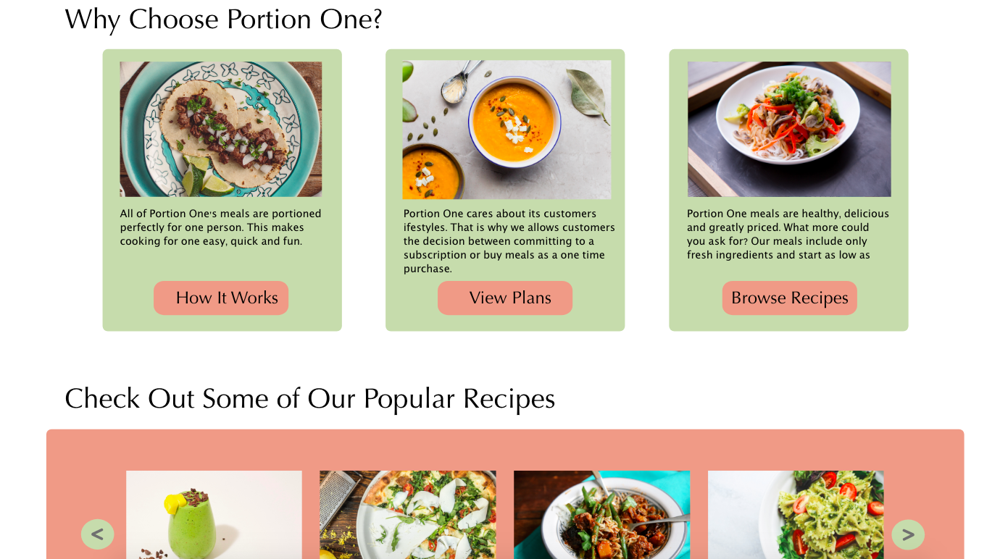 Why Choose Portion One?
All of Portion One's meals are portioned
perfectly for one person. This makes
cooking for one easy, quick and fun.
How It Works
Portion One cares about its customers
ifestyles. That is why we allows customers
the decision between committing to a
subscription or buy meals as a one time
purchase.
View Plans
Portion One meals are healthy, delicious
and greatly priced. What more could
you ask for? Our meals include only
fresh ingredients and start as low as
Browse Recipes
Check Out Some of Our Popular Recipes
<
>